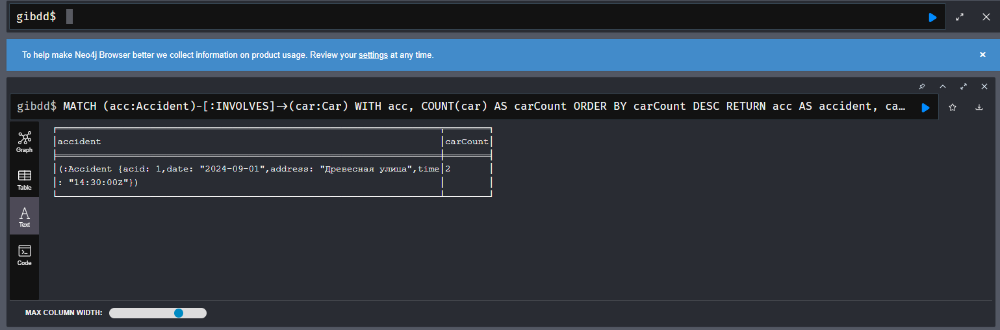 gibdd$
To help make Neo4j Browser better we collect information on product usage. Review your settings at any time.
gibdd$ MATCH (acc:Accident)-[:INVOLVES]→(car:Car) WITH acc, COUNT(car) AS carCount ORDER BY carCount DESC RETURN acc AS accident, ca…
Graph
Table
Text
Code
accident carCount
(:Accident {acid: 1,date: "2024-09-01",address: "Древесная улица",time 2
: "14:30:00Z"})
MAX COLUMN WIDTH: